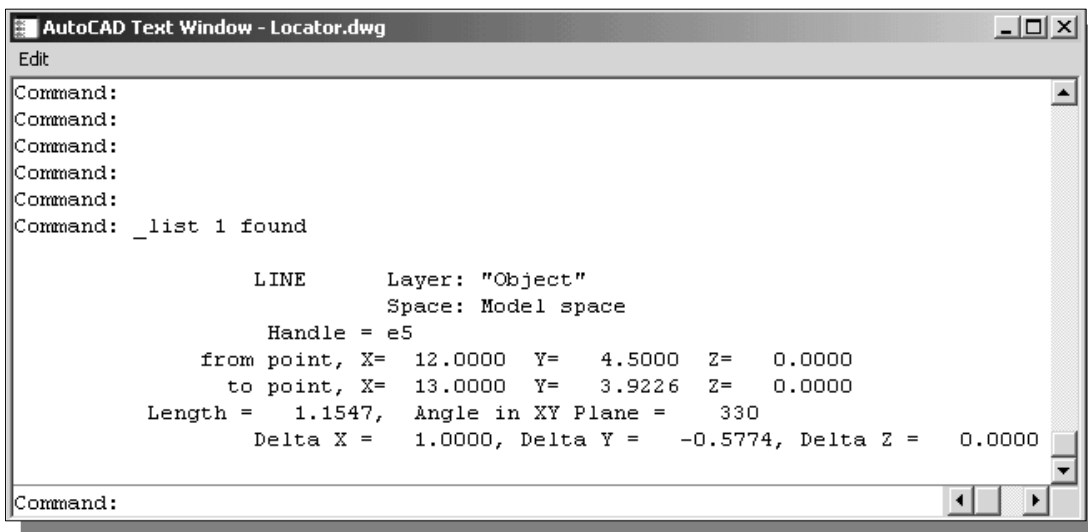 AutoCAD Text Window - Locator.dwg
Edit
Command:
Command:
Command:
Command:
Command:
Command: _list 1 found
LINE Layer: "Object"
Space: Model space
Handle = e5
from point, X= 12.0000 Y= 4.5000 Z= 0.0000
to point, X= 13.0000 Y= 3.9226 Z= 0.0000
Length = 1.1547, Angle in XY Plane = 330
Delta X = 1.0000, Delta Y = -0.5774, Delta Z = 0.0000
Command: